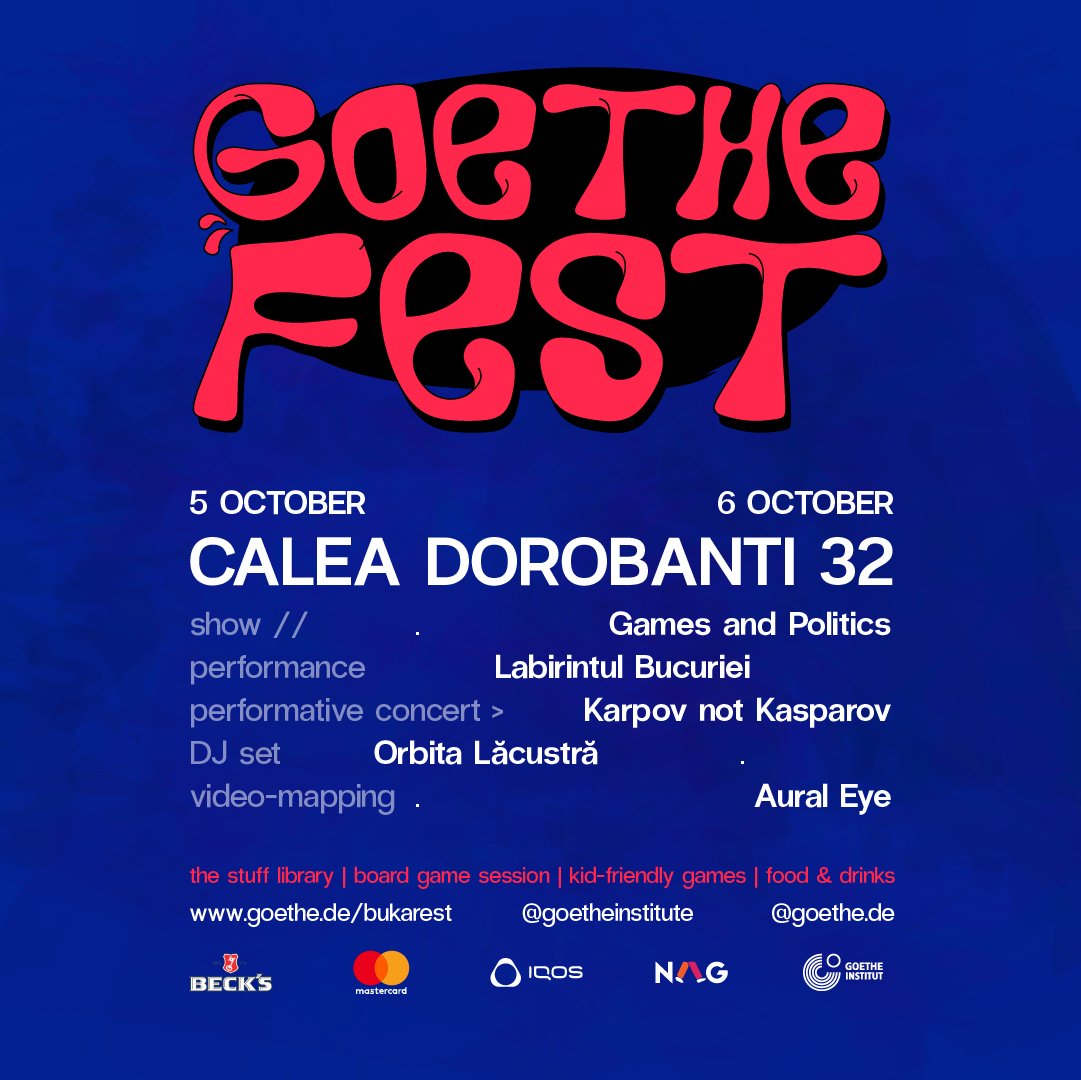 GOETHE
FEST
5 OCTOBER 6 OCTOBER
CALEA DOROBANTI 32
show // . Games and Politics
performance Labirintul Bucuriei
performative concert > Karpov not Kasparov
DJ set Orbita Lăcustră .
video-mapping . Aural Eye
the stuff library | board game session | kid-friendly games | food & drinks
www.goethe.de/bukarest @goetheinstitute @goethe.de
BECK'S mastercard IQOS NAG GOETHE INSTITUT